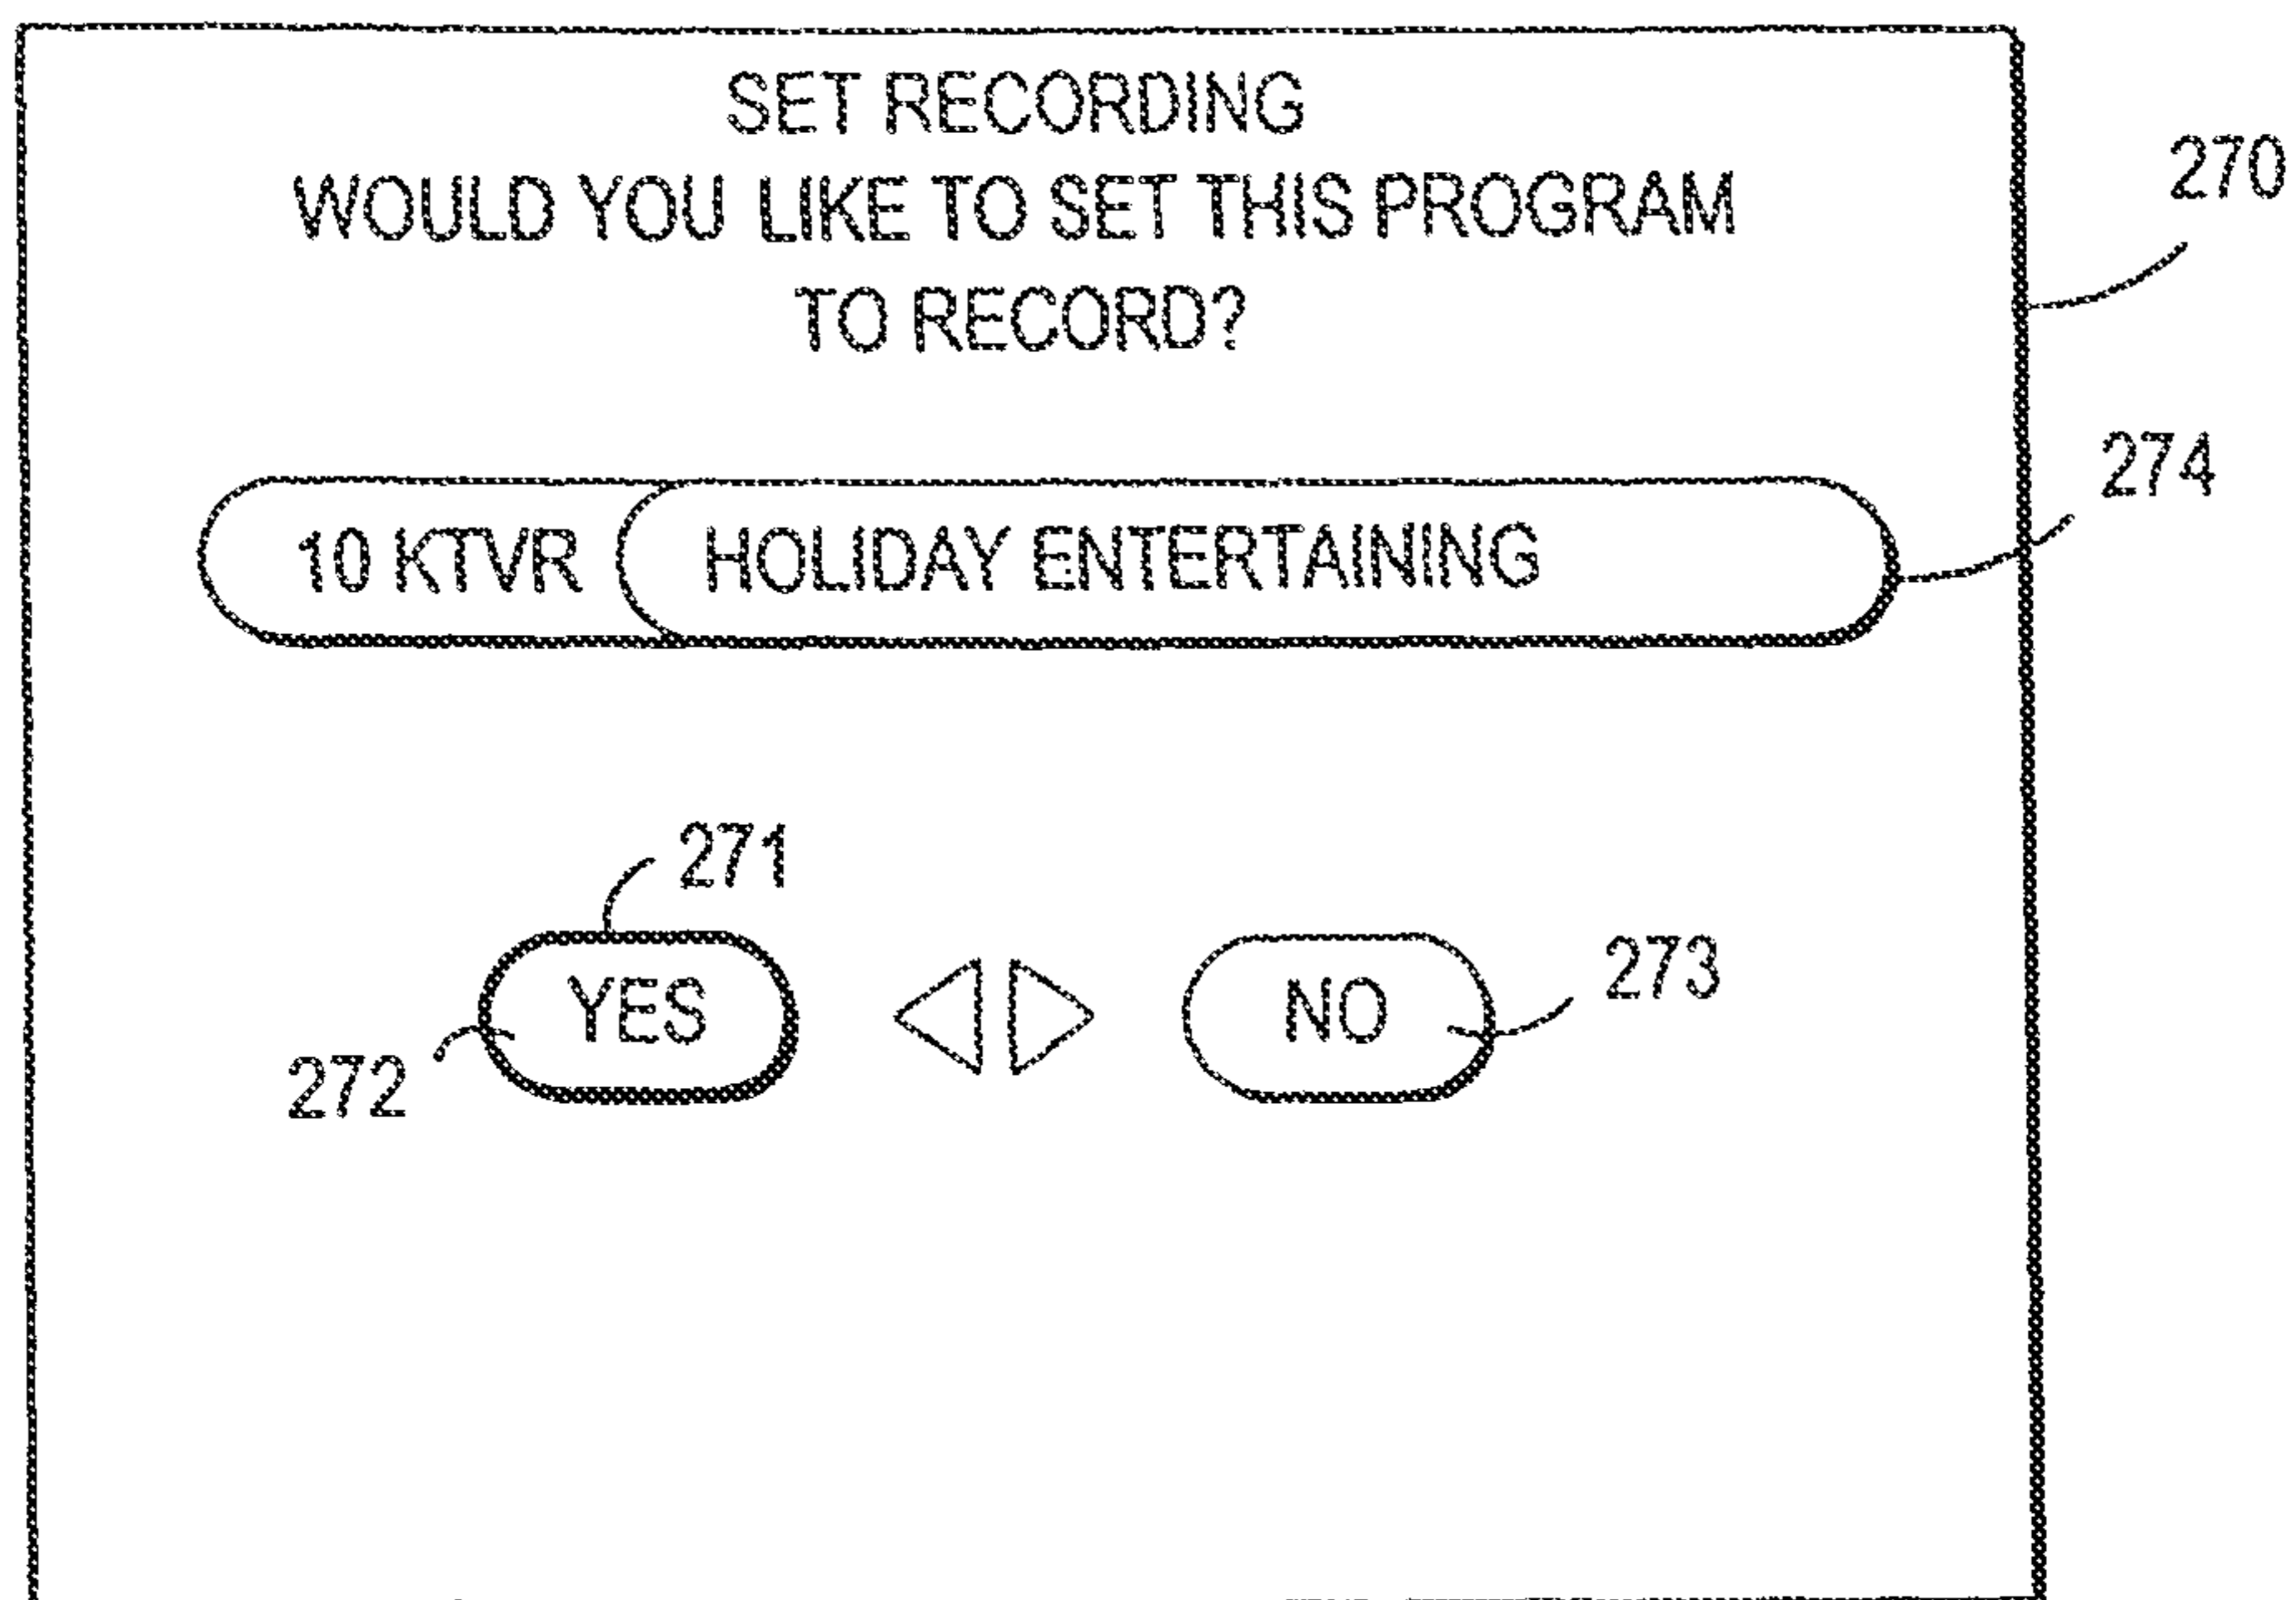 SET RECORDING
WOULD YOU LIKE TO SET THIS PROGRAM
TO RECORD?
270
274
10 KTVR HOLIDAY ENTERTAINING
271
YES NO
273
272